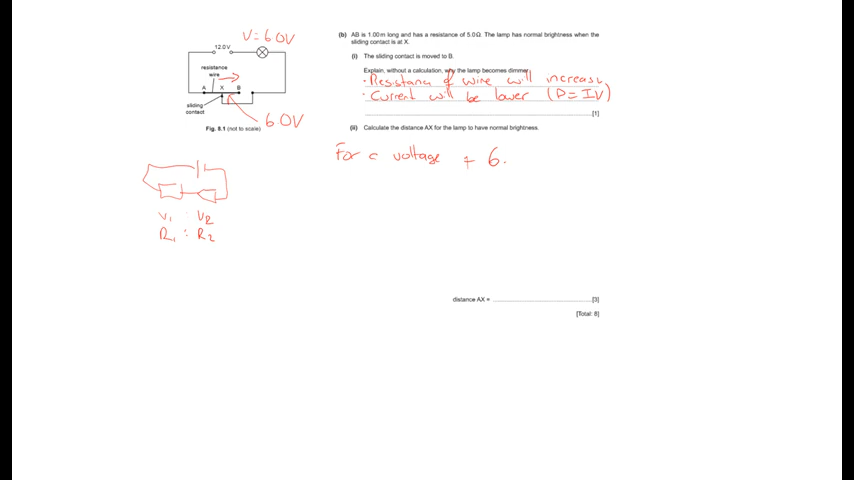 V = 6.0V
12.0 V
resistance
wire
A X B
sliding
contact
6.0V
Fig. 8.1 (not to scale)
V₁ : V₂
R₁ : R₂
(b) AB is 1.00 m long and has a resistance of 5.0 Ω. The lamp has normal brightness when the
sliding contact is at X.
(i) The sliding contact is moved to B.
Explain, without a calculation, why the lamp becomes dimmer.
• Resistance of wire will increase
• Current will be lower (P = IV)
[1]
(ii) Calculate the distance AX for the lamp to have normal brightness.
For a voltage of 6.
distance AX = [3]
[Total: 8]